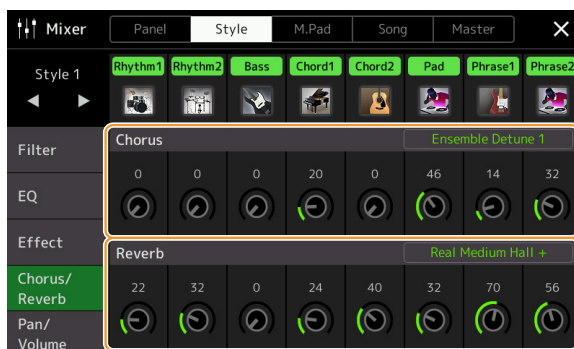 Mixer Panel Style M.Pad Song Master
Style 1 Rhythm1 Rhythm2 Bass Chord1 Chord2 Pad Phrase1 Phrase2
Filter
EQ
Effect
Chorus/
Reverb
Pan/
Volume
Chorus Ensemble Detune 1
0 0 0 20 0 46 14 32
Reverb Real Medium Hall +
22 32 0 24 40 32 70 56